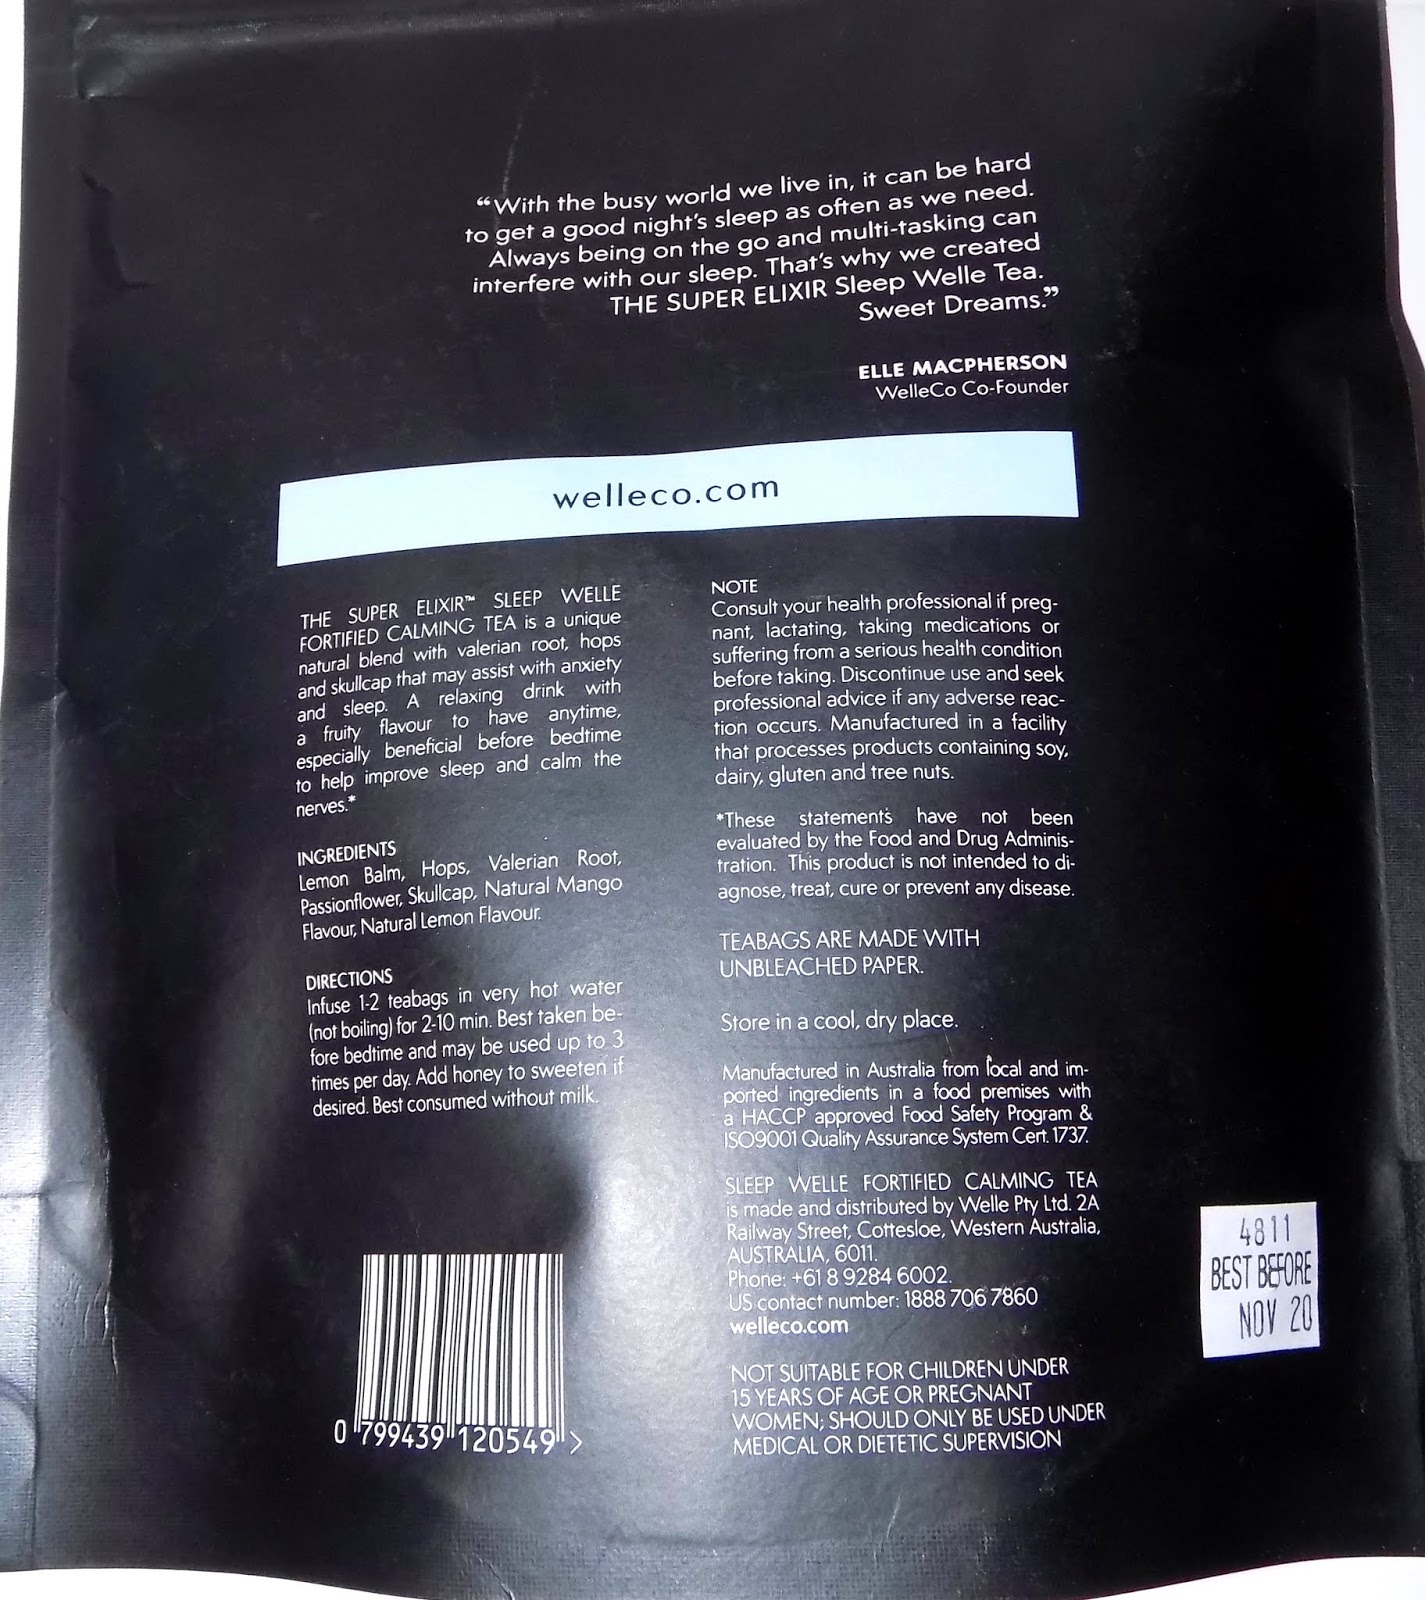 “With the busy world we live in, it can be hard
to get a good night's sleep as often as we need.
Always being on the go and multi-tasking can
interfere with our sleep. That's why we created
THE SUPER ELIXIR Sleep Welle Tea.
Sweet Dreams.”
ELLE MACPHERSON
WelleCo Co-Founder
welleco.com
THE SUPER ELIXIR™ SLEEP WELLE
FORTIFIED CALMING TEA is a unique
natural blend with valerian root, hops
and skullcap that may assist with anxiety
and sleep. A relaxing drink with
a fruity flavour to have anytime,
especially beneficial before bedtime
to help improve sleep and calm the
nerves.*
INGREDIENTS
Lemon Balm, Hops, Valerian Root,
Passionflower, Skullcap, Natural Mango
Flavour, Natural Lemon Flavour.
DIRECTIONS
Infuse 1-2 teabags in very hot water
(not boiling) for 2-10 min. Best taken be-
fore bedtime and may be used up to 3
times per day. Add honey to sweeten if
desired. Best consumed without milk.
0 799439 120549 >
NOTE
Consult your health professional if preg-
nant, lactating, taking medications or
suffering from a serious health condition
before taking. Discontinue use and seek
professional advice if any adverse reac-
tion occurs. Manufactured in a facility
that processes products containing soy,
dairy, gluten and tree nuts.
*These statements have not been
evaluated by the Food and Drug Adminis-
tration. This product is not intended to di-
agnose, treat, cure or prevent any disease.
TEABAGS ARE MADE WITH
UNBLEACHED PAPER.
Store in a cool, dry place.
Manufactured in Australia from local and im-
ported ingredients in a food premises with
a HACCP approved Food Safety Program &
ISO9001 Quality Assurance System Cert. 1737.
SLEEP WELLE FORTIFIED CALMING TEA
is made and distributed by Welle Pty Ltd. 2A
Railway Street, Cottesloe, Western Australia,
AUSTRALIA, 6011.
Phone: +61 8 9284 6002.
US contact number: 1888 706 7860
welleco.com
NOT SUITABLE FOR CHILDREN UNDER
15 YEARS OF AGE OR PREGNANT
WOMEN; SHOULD ONLY BE USED UNDER
MEDICAL OR DIETETIC SUPERVISION
4811
BEST BEFORE
NOV 20